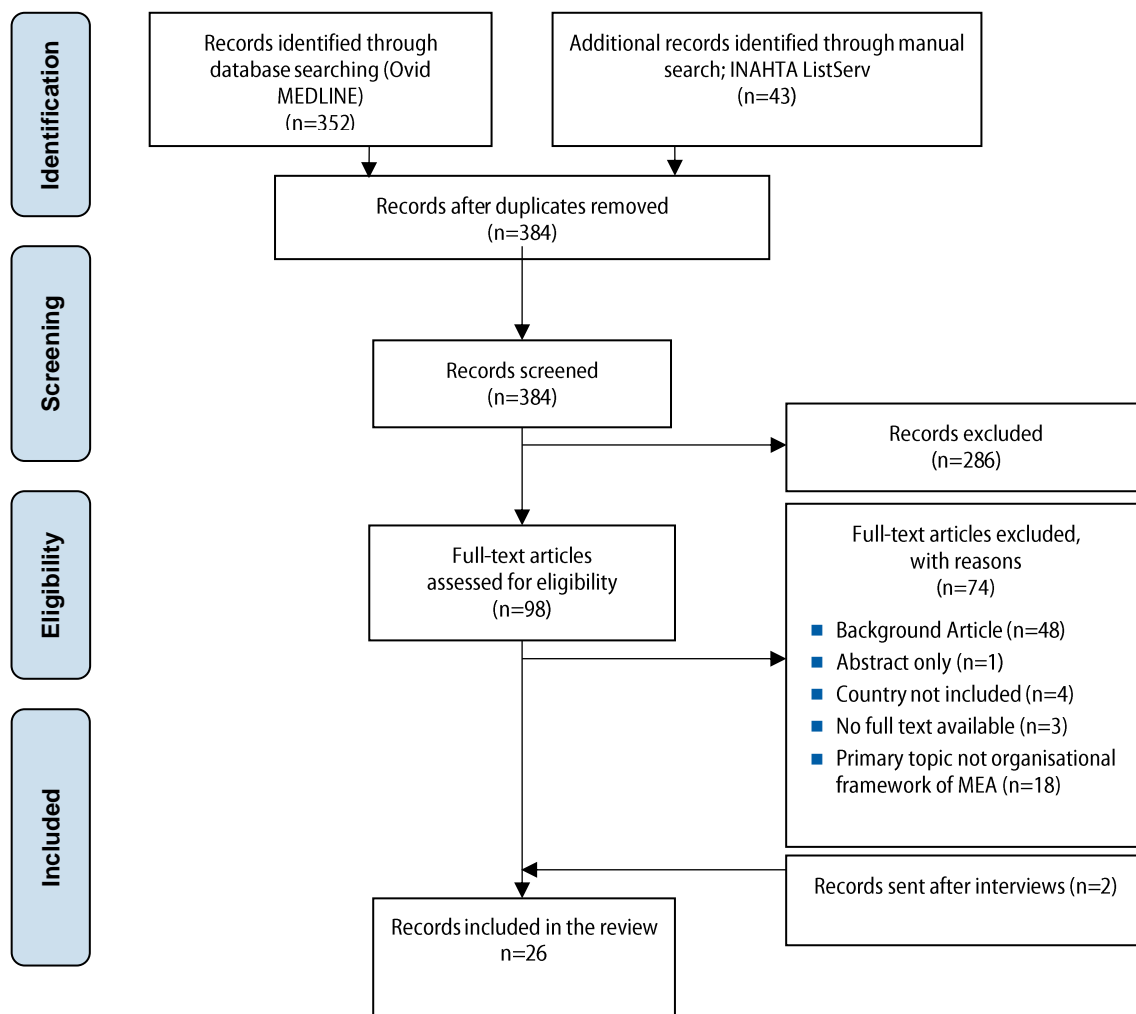 Identification
Records identified through
database searching (Ovid
MEDLINE)
(n=352)
Additional records identified through manual
search; INAHTA ListServ
(n=43)
Records after duplicates removed
(n=384)
Screening
Records screened
(n=384)
Records excluded
(n=286)
Eligibility
Full-text articles
assessed for eligibility
(n=98)
Full-text articles excluded,
with reasons
(n=74)
Background Article (n=48)
Abstract only (n=1)
Country not included (n=4)
No full text available (n=3)
Primary topic not organisational
framework of MEA (n=18)
Included
Records sent after interviews (n=2)
Records included in the review
n=26